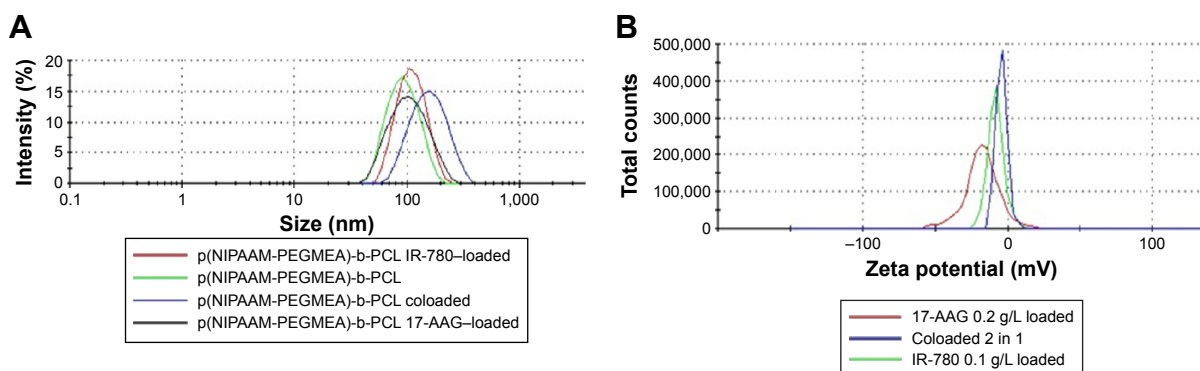 A
Intensity (%)
20
15
10
5
0
0.1
1
10
100
1,000
Size (nm)
p(NIPAAM-PEGMEA)-b-PCL IR-780–loaded
p(NIPAAM-PEGMEA)-b-PCL
p(NIPAAM-PEGMEA)-b-PCL coloaded
p(NIPAAM-PEGMEA)-b-PCL 17-AAG–loaded
B
Total counts
500,000
400,000
300,000
200,000
100,000
0
–100
0
100
Zeta potential (mV)
17-AAG 0.2 g/L loaded
Coloaded 2 in 1
IR-780 0.1 g/L loaded